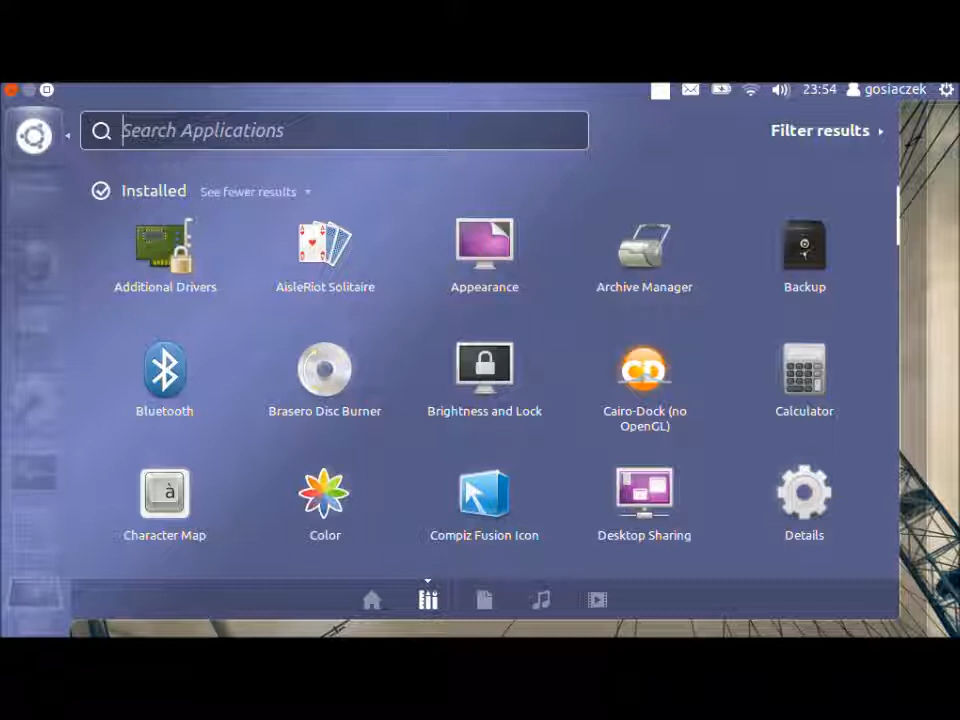 23:54 gosiaczek
Search Applications
Filter results
Installed See fewer results
Additional Drivers
AisleRiot Solitaire
Appearance
Archive Manager
Backup
Bluetooth
Brasero Disc Burner
Brightness and Lock
Cairo-Dock (no
OpenGL)
Calculator
Character Map
Color
Compiz Fusion Icon
Desktop Sharing
Details